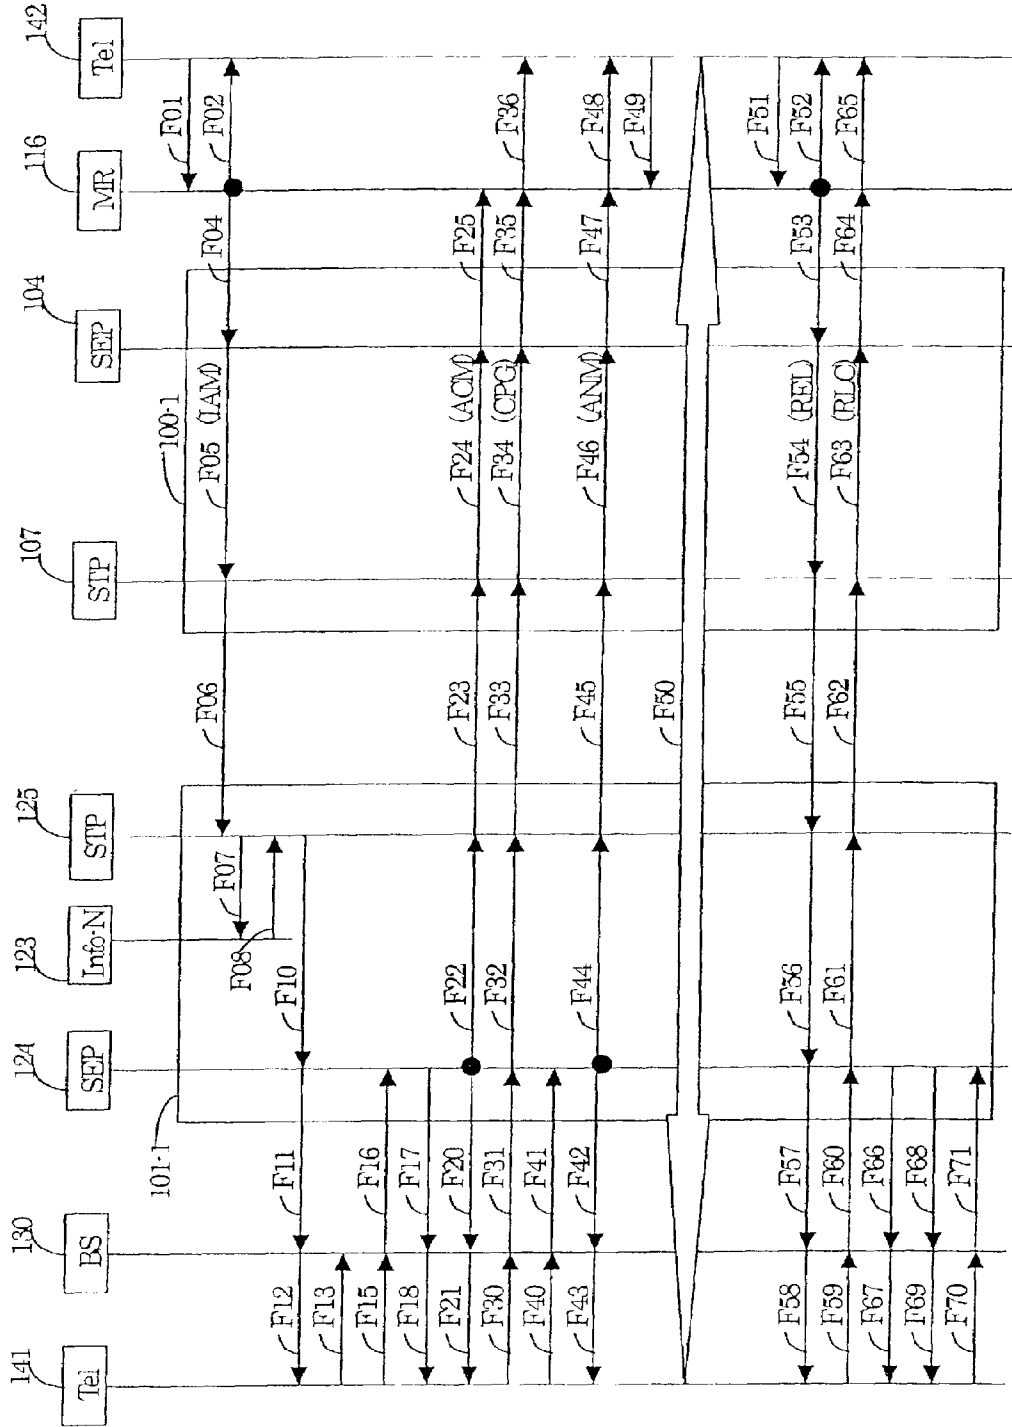 141
Tel
130
BS
124
SEP
123
Info-N
125
STP
107
STP
104
SEP
116
MR
142
Tel
101-1
100-1
F01
F02
F04
F05 (IAM)
F06
F07
F08
F10
F11
F12
F13
F15
F16
F17
F18
F20
F21
F22
F23
F24 (ACM)
F25
F30
F31
F32
F33
F34 (CPG)
F35
F36
F40
F41
F42
F43
F44
F45
F46 (ANM)
F47
F48
F49
F50
F51
F52
F53
F54 (REL)
F55
F56
F57
F58
F59
F60
F61
F62
F63 (RLC)
F64
F65
F66
F67
F68
F69
F70
F71